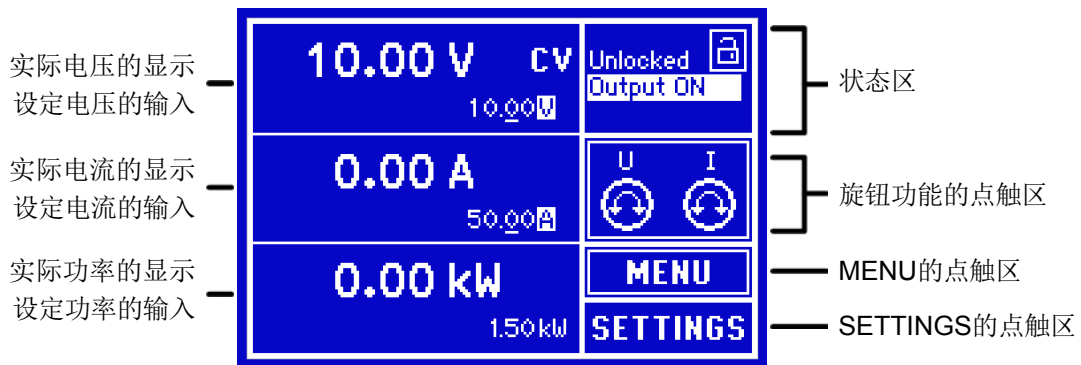 实际电压的显示
设定电压的输入
10.00 V CV
10.00V
Unlocked
Output ON
状态区
实际电流的显示
设定电流的输入
0.00 A
50.00A
U I
旋钮功能的点触区
实际功率的显示
设定功率的输入
0.00 kW
1.50kW
MENU
MENU的点触区
SETTINGS
SETTINGS的点触区